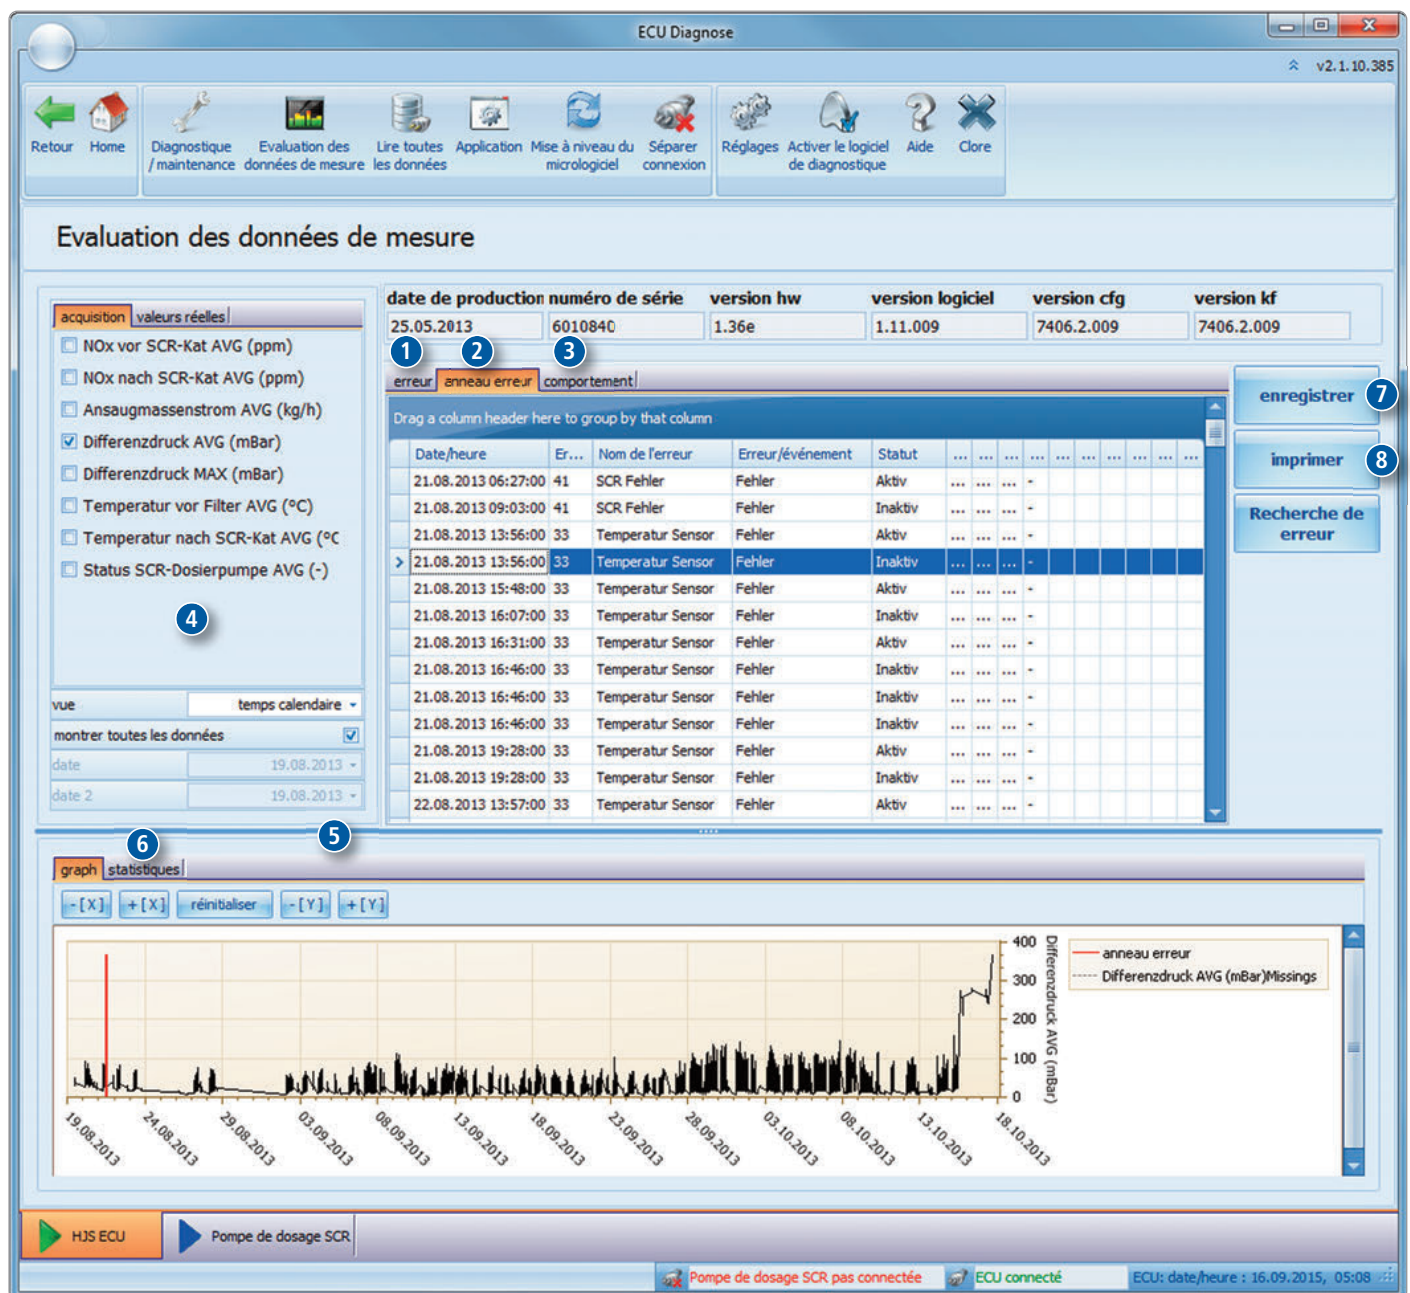 ECU Diagnose
v2.1.10.385
Retour
Home
Diagnostique / maintenance
Evaluation des données de mesure
Lire toutes les données
Application
Mise à niveau du micrologiciel
Séparer connexion
Réglages
Activer le logiciel de diagnostique
Aide
Clore
Evaluation des données de mesure
acquisition valeurs réelles
NOx vor SCR-Kat AVG (ppm)
NOx nach SCR-Kat AVG (ppm)
Ansaugmassenstrom AVG (kg/h)
Differenzdruck AVG (mBar)
Differenzdruck MAX (mBar)
Temperatur vor Filter AVG (°C)
Temperatur nach SCR-Kat AVG (°C
Status SCR-Dosierpumpe AVG (-)
4
vue temps calendaire
montrer toutes les données
date 19.08.2013
date 2 19.08.2013
5
date de production numéro de série version hw version logiciel version cfg version kf
25.05.2013 6010840 1.36e 1.11.009 7406.2.009 7406.2.009
1 2 3
erreur anneau erreur comportement
Drag a column header here to group by that column
Date/heure Er... Nom de l'erreur Erreur/événement Statut ... ... ... ... ... ... ... ... ... ...
21.08.2013 06:27:00 41 SCR Fehler Fehler Aktiv ... ... ... -
21.08.2013 09:03:00 41 SCR Fehler Fehler Inaktiv ... ... ... -
21.08.2013 13:56:00 33 Temperatur Sensor Fehler Aktiv ... ... ... -
21.08.2013 13:56:00 33 Temperatur Sensor Fehler Inaktiv ... ... ... -
21.08.2013 15:48:00 33 Temperatur Sensor Fehler Aktiv ... ... ... -
21.08.2013 16:07:00 33 Temperatur Sensor Fehler Inaktiv ... ... ... -
21.08.2013 16:31:00 33 Temperatur Sensor Fehler Aktiv ... ... ... -
21.08.2013 16:46:00 33 Temperatur Sensor Fehler Inaktiv ... ... ... -
21.08.2013 16:46:00 33 Temperatur Sensor Fehler Inaktiv ... ... ... -
21.08.2013 16:46:00 33 Temperatur Sensor Fehler Inaktiv ... ... ... -
21.08.2013 19:28:00 33 Temperatur Sensor Fehler Aktiv ... ... ... -
21.08.2013 19:28:00 33 Temperatur Sensor Fehler Inaktiv ... ... ... -
22.08.2013 13:57:00 33 Temperatur Sensor Fehler Aktiv ... ... ... -
enregistrer 7
imprimer 8
Recherche de erreur
6
graph statistiques
-[X] +[X] réinitialiser -[Y] +[Y]
400
300
200
100
0
Differenzdruck AVG (mBar)
anneau erreur
Differenzdruck AVG (mBar)Missings
19.08.2013 24.08.2013 29.08.2013 03.09.2013 08.09.2013 13.09.2013 18.09.2013 23.09.2013 28.09.2013 03.10.2013 08.10.2013 13.10.2013 18.10.2013
HJS ECU
Pompe de dosage SCR
Pompe de dosage SCR pas connectée
ECU connecté
ECU: date/heure : 16.09.2015, 05:08